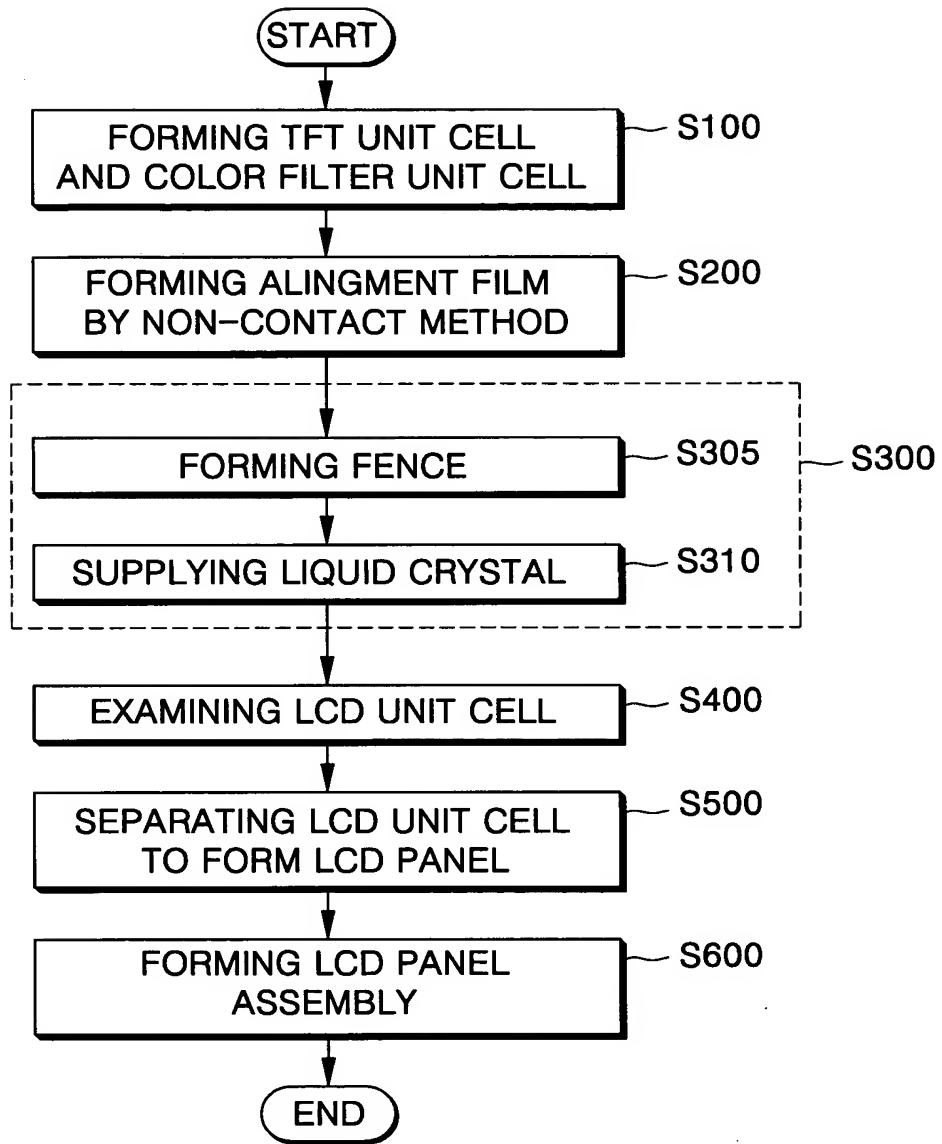 START
FORMING TFT UNIT CELL
AND COLOR FILTER UNIT CELL
S100
FORMING ALINGMENT FILM
BY NON-CONTACT METHOD
S200
FORMING FENCE
S305
S300
SUPPLYING LIQUID CRYSTAL
S310
EXAMINING LCD UNIT CELL
S400
SEPARATING LCD UNIT CELL
TO FORM LCD PANEL
S500
FORMING LCD PANEL
ASSEMBLY
S600
END